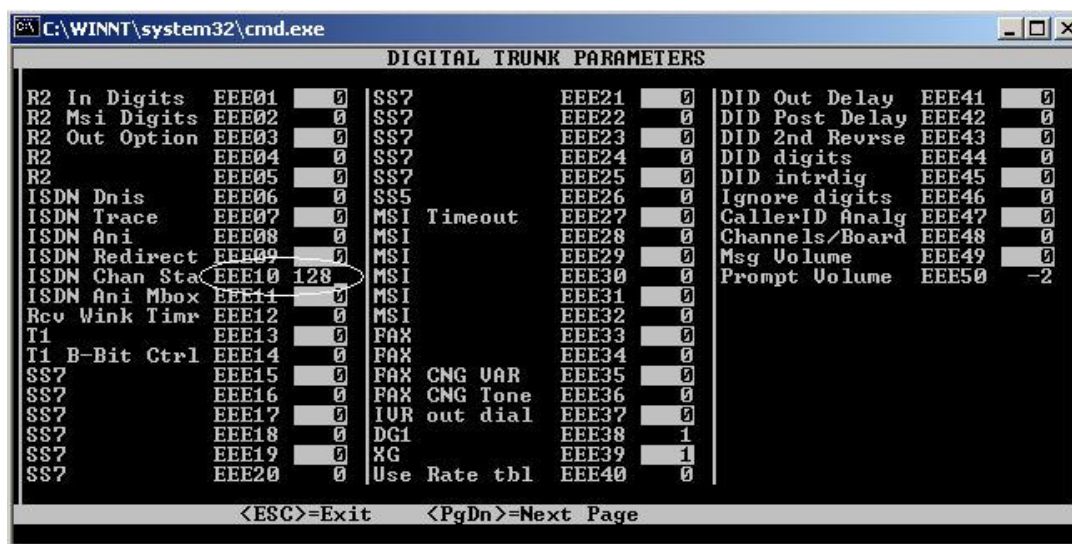 C:\WINNT\system32\cmd.exe
DIGITAL TRUNK PARAMETERS
R2 In Digits EEE01 0 SS7 EEE21 0 DID Out Delay EEE41 0
R2 Msi Digits EEE02 0 SS7 EEE22 0 DID Post Delay EEE42 0
R2 Out Option EEE03 0 SS7 EEE23 0 DID 2nd Revrse EEE43 0
R2 EEE04 0 SS7 EEE24 0 DID digits EEE44 0
R2 EEE05 0 SS7 EEE25 0 DID intrdig EEE45 0
ISDN Dnis EEE06 0 SS5 EEE26 0 Ignore digits EEE46 0
ISDN Trace EEE07 0 MSI Timeout EEE27 0 CallerID Analg EEE47 0
ISDN Ani EEE08 0 MSI EEE28 0 Channels/Board EEE48 0
ISDN Redirect EEE09 0 MSI EEE29 0 Msg Volume EEE49 0
ISDN Chan Sta EEE10 128 MSI EEE30 0 Prompt Volume EEE50 -2
ISDN Ani Mbox EEE11 0 MSI EEE31 0
Rcv Wink Timr EEE12 0 MSI EEE32 0
T1 EEE13 0 FAX EEE33 0
T1 B-Bit Ctrl EEE14 0 FAX EEE34 0
SS7 EEE15 0 FAX CNG VAR EEE35 0
SS7 EEE16 0 FAX CNG Tone EEE36 0
SS7 EEE17 0 IVR out dial EEE37 0
SS7 EEE18 0 DG1 EEE38 1
SS7 EEE19 0 XG EEE39 1
SS7 EEE20 0 Use Rate tbl EEE40 0
<ESC>=Exit <PgDn>=Next Page